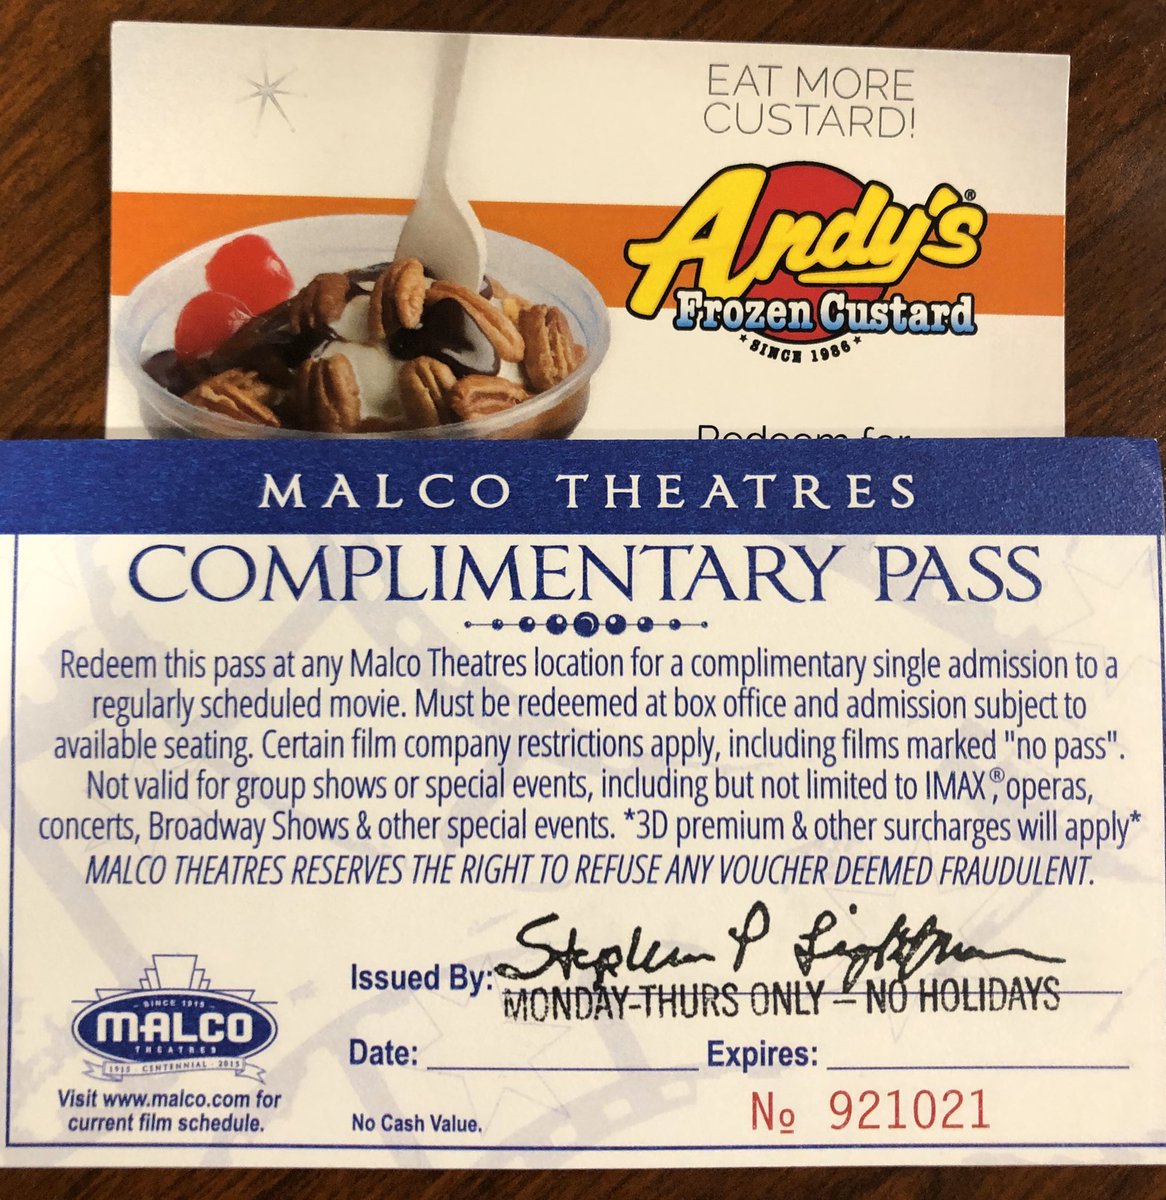 EAT MORE
CUSTARD!
Andy's®
Frozen Custard
SINCE 1986
Redeem for
MALCO THEATRES
COMPLIMENTARY PASS
Redeem this pass at any Malco Theatres location for a complimentary single admission to a
regularly scheduled movie. Must be redeemed at box office and admission subject to
available seating. Certain film company restrictions apply, including films marked "no pass".
Not valid for group shows or special events, including but not limited to IMAX®, operas,
concerts, Broadway Shows & other special events. *3D premium & other surcharges will apply*
MALCO THEATRES RESERVES THE RIGHT TO REFUSE ANY VOUCHER DEEMED FRAUDULENT.
Issued By: Stephen P Lightman
MONDAY-THURS ONLY – NO HOLIDAYS
SINCE 1915
MALCO
THEATRES
1915 · CENTENNIAL · 2015
Date:
Expires:
Visit www.malco.com for
current film schedule.
No Cash Value.
№ 921021